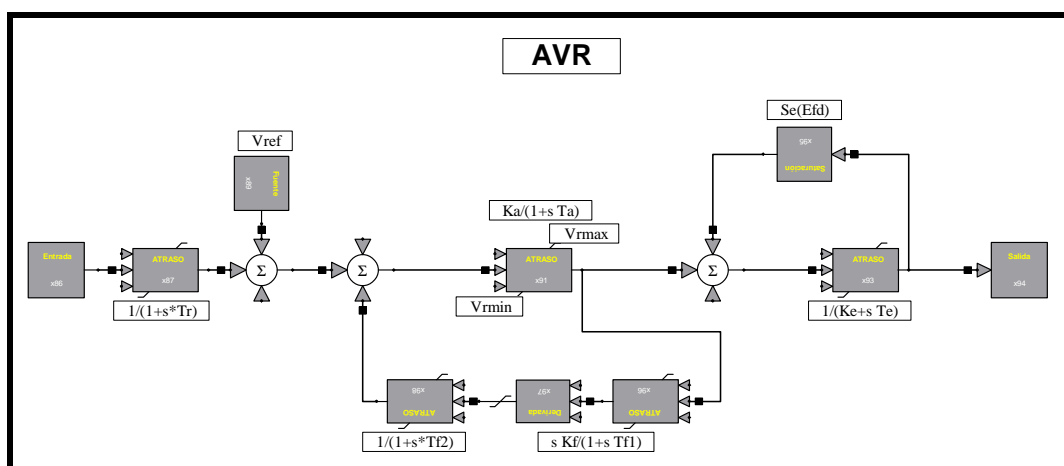 AVR
Se(Efd)
x95
Saturación
Vref
x89
Fuente
Ka/(1+s Ta)
Vrmax
Entrada
x86
ATRASO
x87
Σ
Σ
ATRASO
x91
Σ
ATRASO
x93
Salida
x94
1/(1+s*Tr)
Vrmin
1/(Ke+s Te)
x98
ATRASO
x97
Derivada
x96
ATRASO
1/(1+s*Tf2)
s Kf/(1+s Tf1)